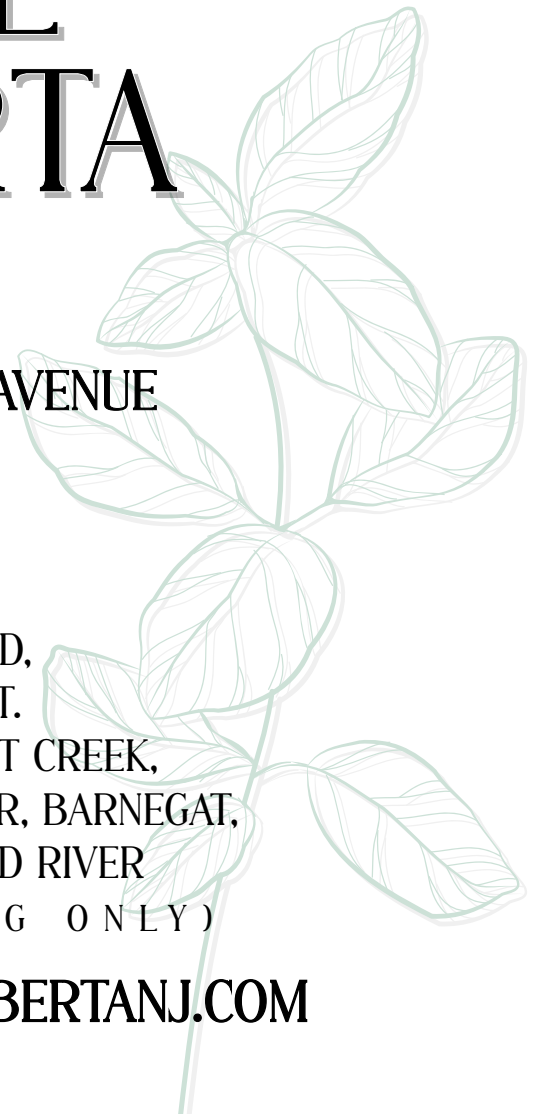 RTA
AVENUE
D,
T.
T CREEK,
R, BARNEGAT,
D RIVER
G ONLY)
BERTANJ.COM